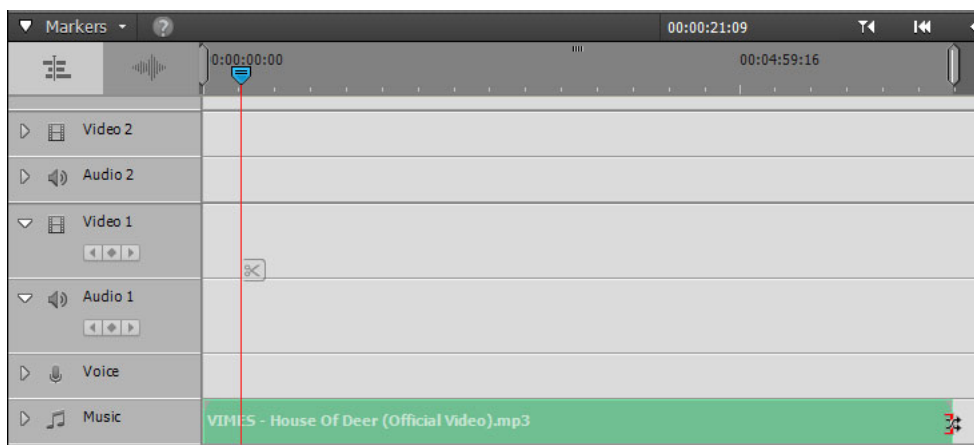 Markers ? 00:00:21:09
0:00:00:00 00:04:59:16
Video 2
Audio 2
Video 1
Audio 1
Voice
Music VIMES - House Of Deer (Official Video).mp3